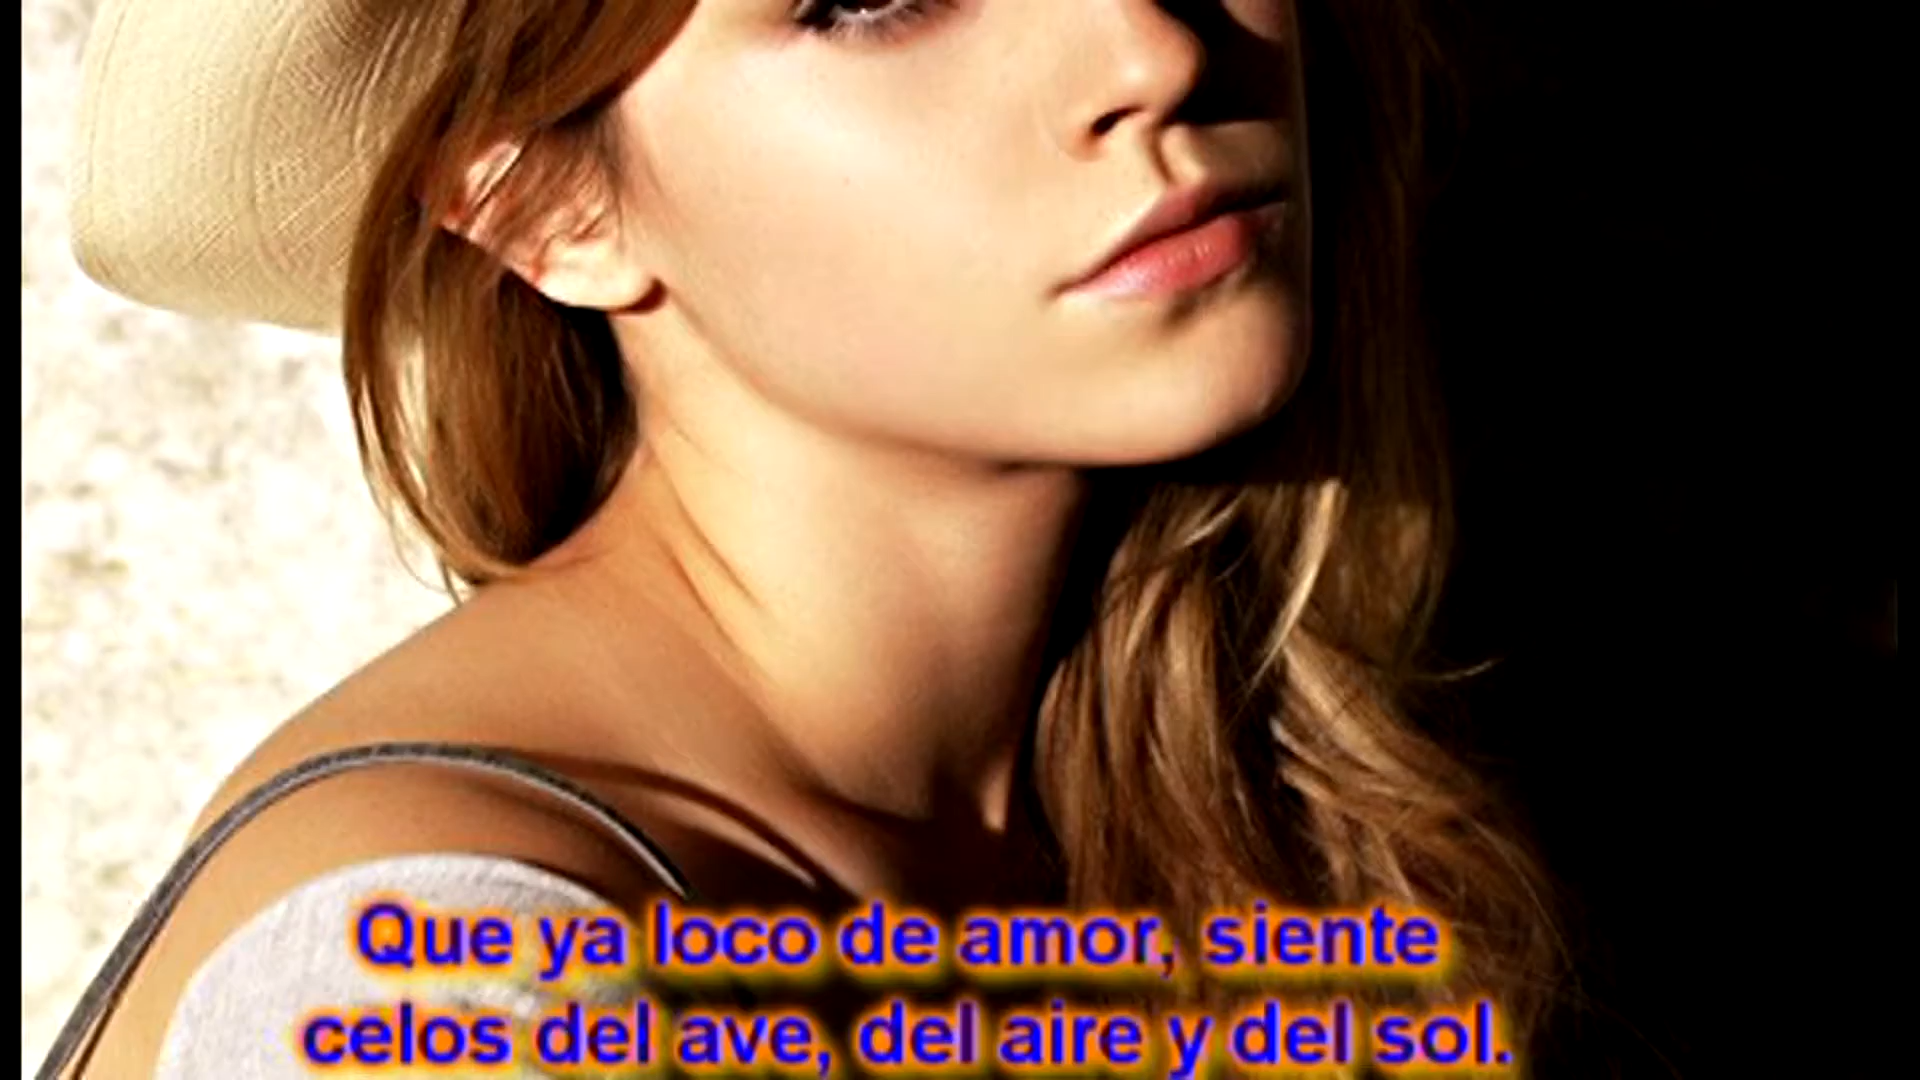 Que ya loco de amor, siente
celos del ave, del aire y del sol.